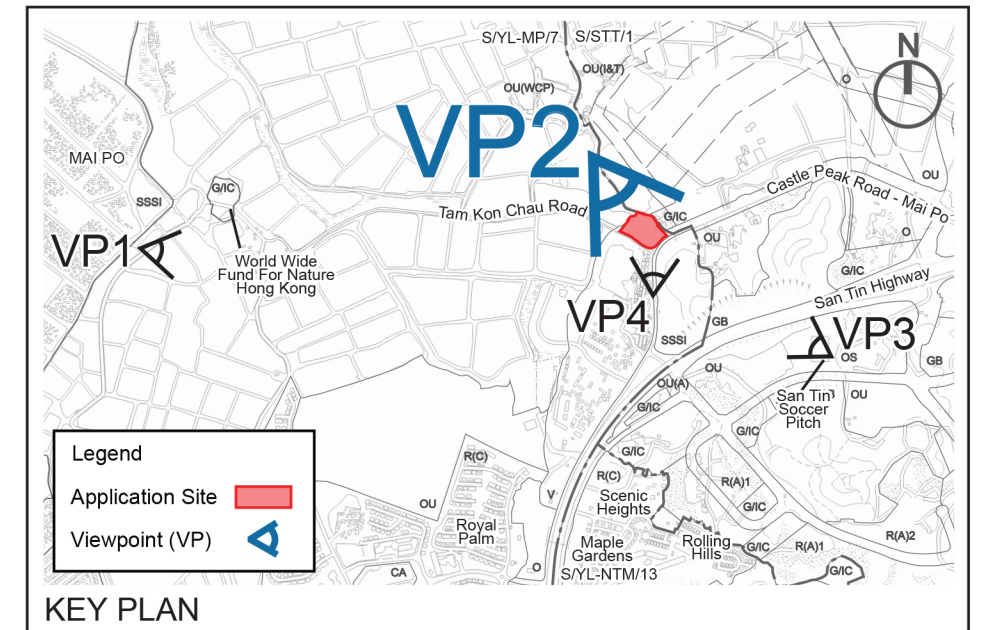 S/YL-MP/7
S/STT/1
N
OU(I&T)
O
OU(WCP)
VP2
MAI PO
G/IC
SSSI
OU
Castle Peak Road - Mai Po
Tam Kon Chau Road
G/IC
O
OU
VP1
World Wide
Fund For Nature
Hong Kong
G/IC
San Tin Highway
VP4
GB
VP3
SSSI
OS
GB
OU
OU(A)
San Tin
Soccer
Pitch
OU
G/IC
G/IC
Legend
Application Site
Viewpoint (VP)
R(C)
G/IC
R(C)
R(A)1
V
Scenic
Heights
G/IC
OU
Royal
Palm
Maple
Gardens
Rolling
Hills
G/IC
R(A)1
R(A)2
CA
O
S/YL-NTM/13
G/IC
KEY PLAN